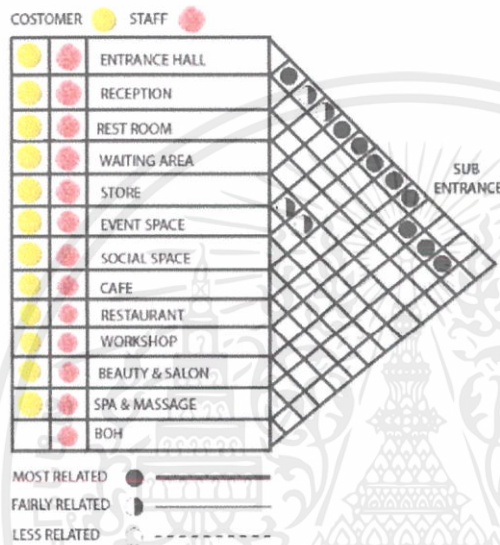 COSTOMER STAFF
ENTRANCE HALL
RECEPTION
REST ROOM
WAITING AREA
STORE
EVENT SPACE
SOCIAL SPACE
CAFE
RESTAURANT
WORKSHOP
BEAUTY & SALON
SPA & MASSAGE
BOH
SUB
ENTRANCE
MOST RELATED
FAIRLY RELATED
LESS RELATED